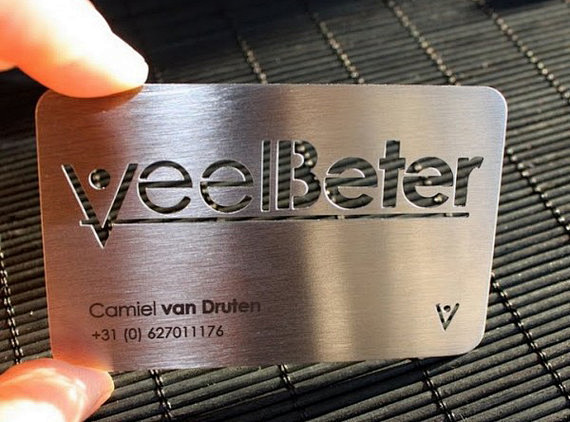 VeelBeter
Camiel van Druten
+31 (0) 627011176